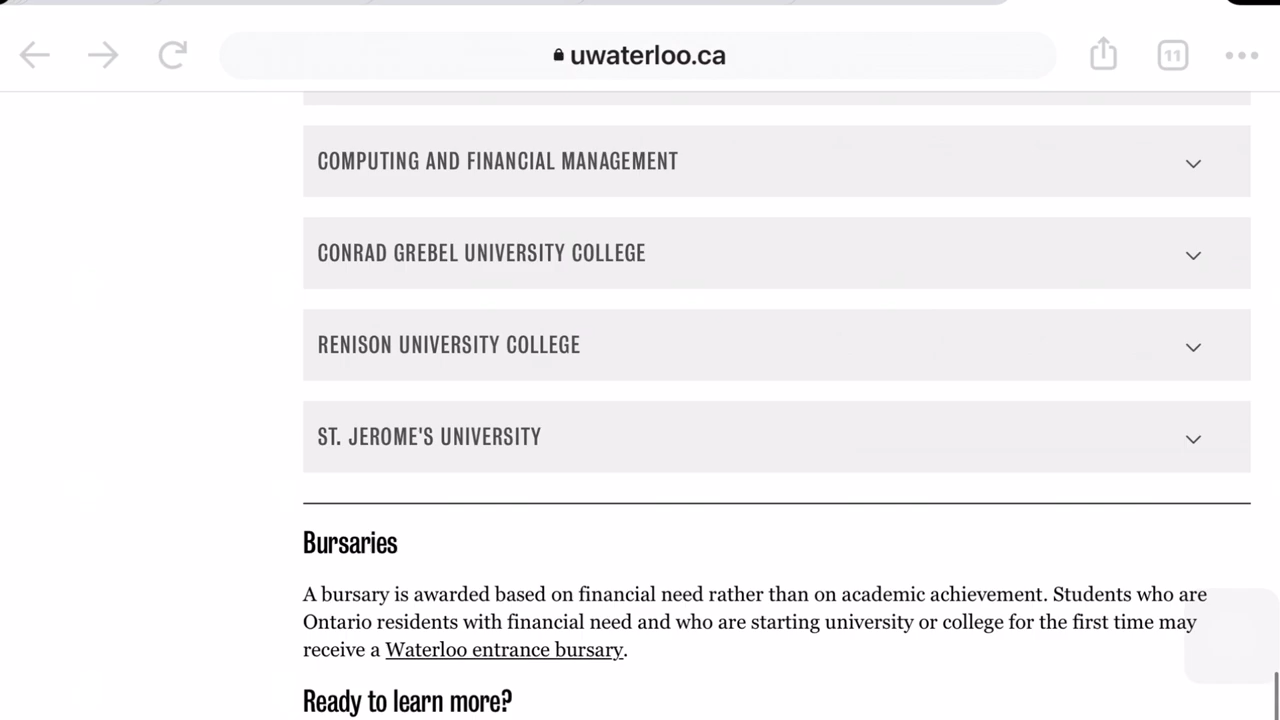 uwaterloo.ca
11
COMPUTING AND FINANCIAL MANAGEMENT
CONRAD GREBEL UNIVERSITY COLLEGE
RENISON UNIVERSITY COLLEGE
ST. JEROME'S UNIVERSITY
Bursaries
A bursary is awarded based on financial need rather than on academic achievement. Students who are
Ontario residents with financial need and who are starting university or college for the first time may
receive a Waterloo entrance bursary.
Ready to learn more?